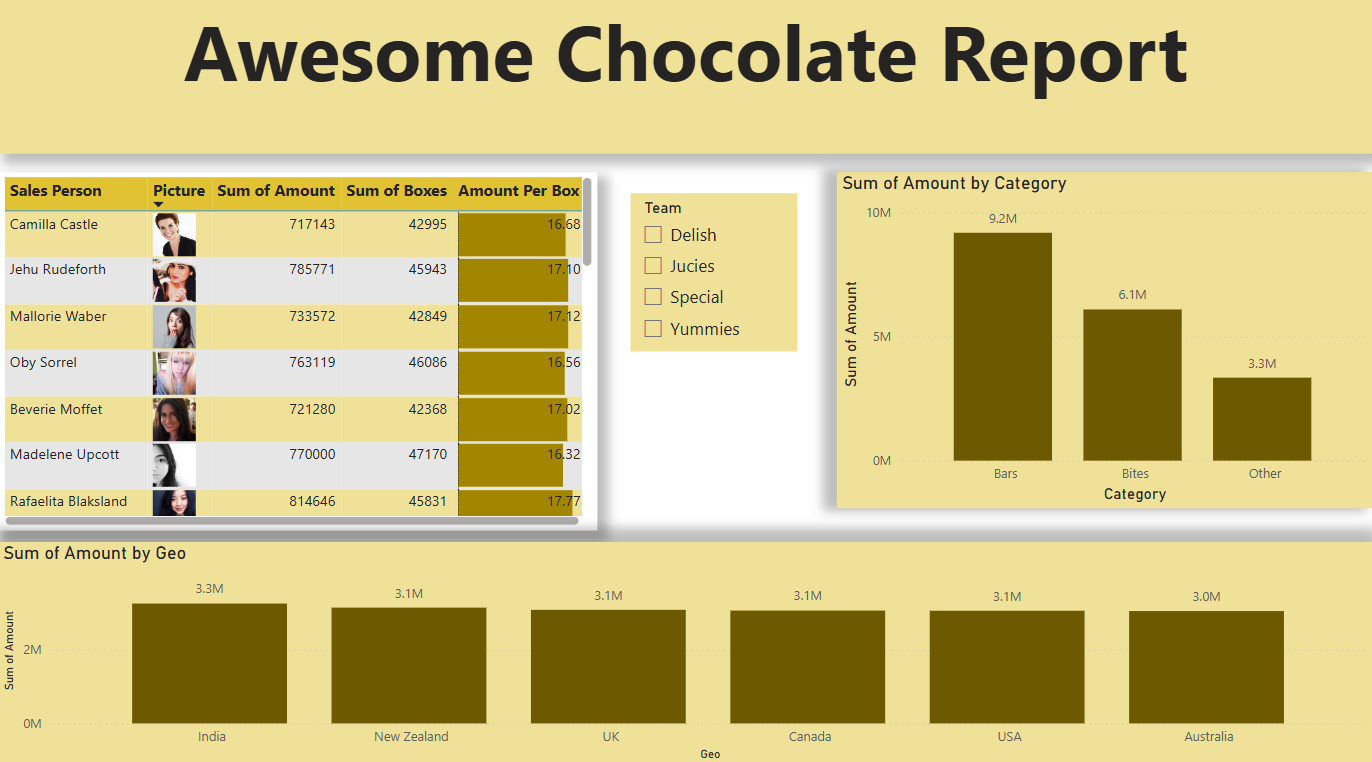 Awesome Chocolate Report
Sales Person Picture Sum of Amount Sum of Boxes Amount Per Box
Camilla Castle 717143 42995 16.68
Jehu Rudeforth 785771 45943 17.10
Mallorie Waber 733572 42849 17.12
Oby Sorrel 763119 46086 16.56
Beverie Moffet 721280 42368 17.02
Madelene Upcott 770000 47170 16.32
Rafaelita Blaksland 814646 45831 17.77
Team
Delish
Jucies
Special
Yummies
Sum of Amount by Category
Sum of Amount
10M
5M
0M
9.2M
6.1M
3.3M
Bars Bites Other
Category
Sum of Amount by Geo
Sum of Amount
2M
0M
3.3M 3.1M 3.1M 3.1M 3.1M 3.0M
India New Zealand UK Canada USA Australia
Geo